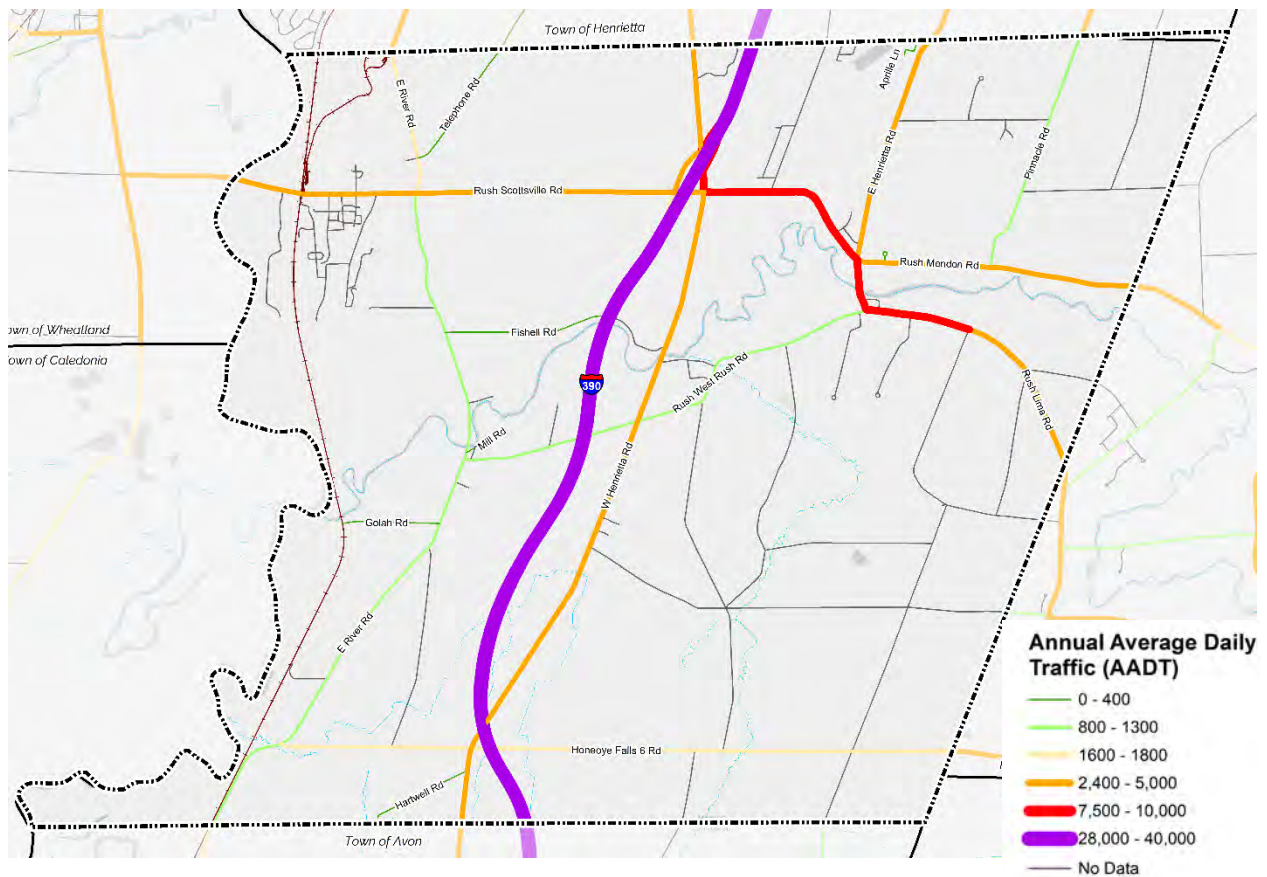 Town of Henrietta
Aprille Ln
E River Rd
Telephone Rd
E Henrietta Rd
Pinnacle Rd
Rush Scottsville Rd
Rush Mondon Rd
own of Wheatland
own of Caledonia
Fishell Rd
390
Rush West Rush Rd
Rush Lima Rd
Mill Rd
W Henrietta Rd
Golah Rd
E River Rd
Honeoye Falls 6 Rd
Hartwell Rd
Town of Avon
Annual Average Daily
Traffic (AADT)
0 - 400
800 - 1300
1600 - 1800
2,400 - 5,000
7,500 - 10,000
28,000 - 40,000
No Data